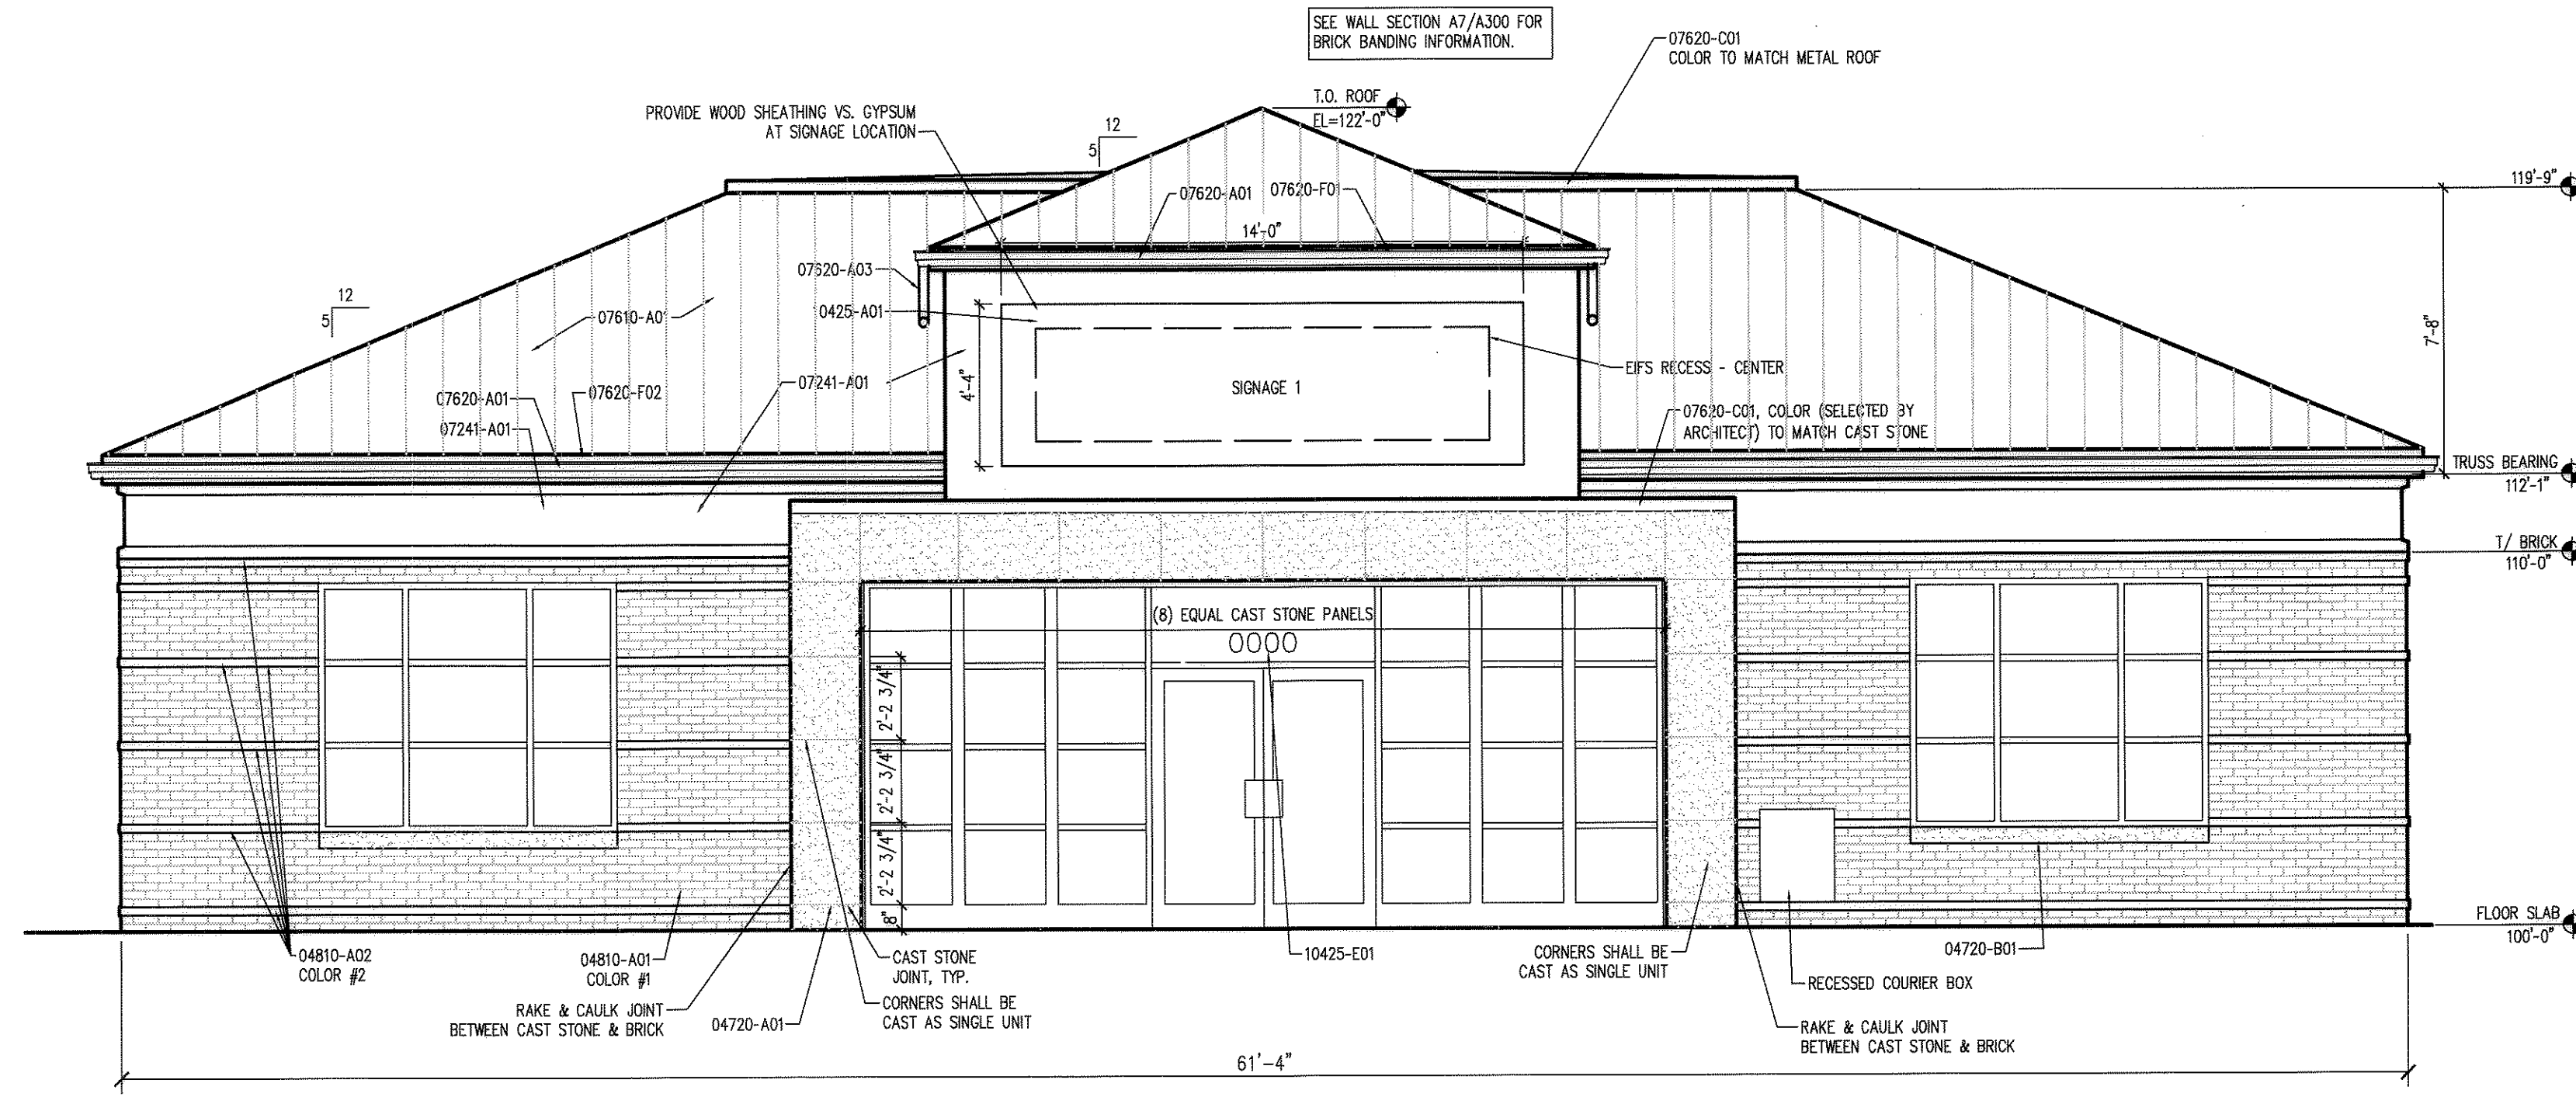 SEE WALL SECTION A7/A300 FOR
BRICK BANDING INFORMATION.
07620-C01
COLOR TO MATCH METAL ROOF
T.O. ROOF
EL=122'-0"
PROVIDE WOOD SHEATHING VS. GYPSUM
AT SIGNAGE LOCATION
12
5
119'-9"
07620-A01
07620-F01
14'-0"
07620-A03
12
5
07610-A01
0425-A01
7'-8"
EIFS RECESS - CENTER
07241-A01
4'-4"
SIGNAGE 1
07620-A01
07620-F02
07241-A01
07620-C01, COLOR (SELECTED BY
ARCHITECT) TO MATCH CAST STONE
TRUSS BEARING
112'-1"
T/ BRICK
110'-0"
(8) EQUAL CAST STONE PANELS
0000
2'-2 3/4"
2'-2 3/4"
2'-2 3/4"
8"
FLOOR SLAB
100'-0"
04810-A02
COLOR #2
04810-A01
COLOR #1
CAST STONE
JOINT, TYP.
10425-E01
CORNERS SHALL BE
CAST AS SINGLE UNIT
04720-B01
RECESSED COURIER BOX
RAKE & CAULK JOINT
BETWEEN CAST STONE & BRICK
04720-A01
CORNERS SHALL BE
CAST AS SINGLE UNIT
RAKE & CAULK JOINT
BETWEEN CAST STONE & BRICK
61'-4"